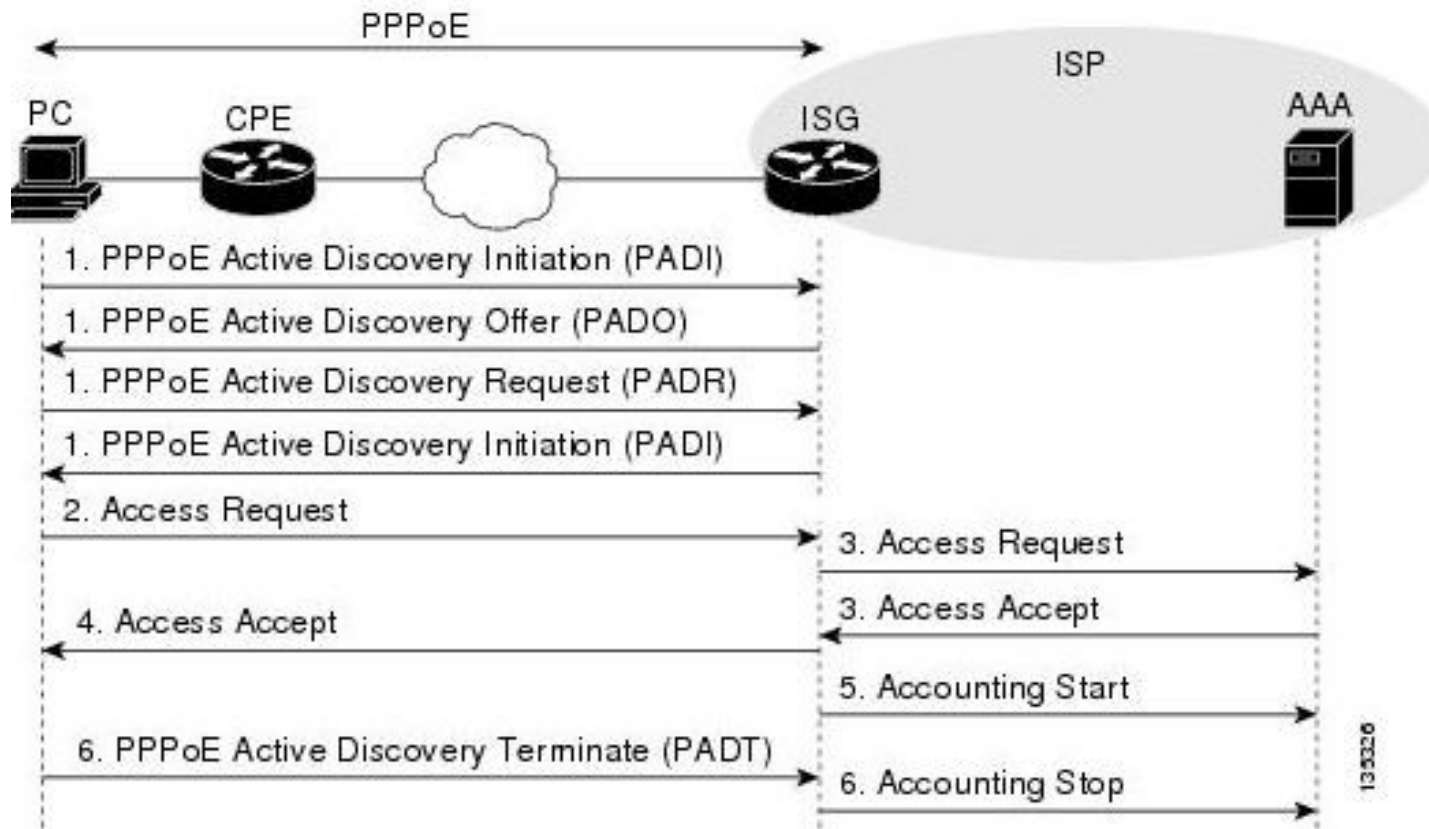 PPPoE
ISP
PC
CPE
ISG
AAA
1. PPPoE Active Discovery Initiation (PADI)
1. PPPoE Active Discovery Offer (PADO)
1. PPPoE Active Discovery Request (PADR)
1. PPPoE Active Discovery Initiation (PADI)
2. Access Request
3. Access Request
3. Access Accept
4. Access Accept
5. Accounting Start
6. PPPoE Active Discovery Terminate (PADT)
6. Accounting Stop
135326